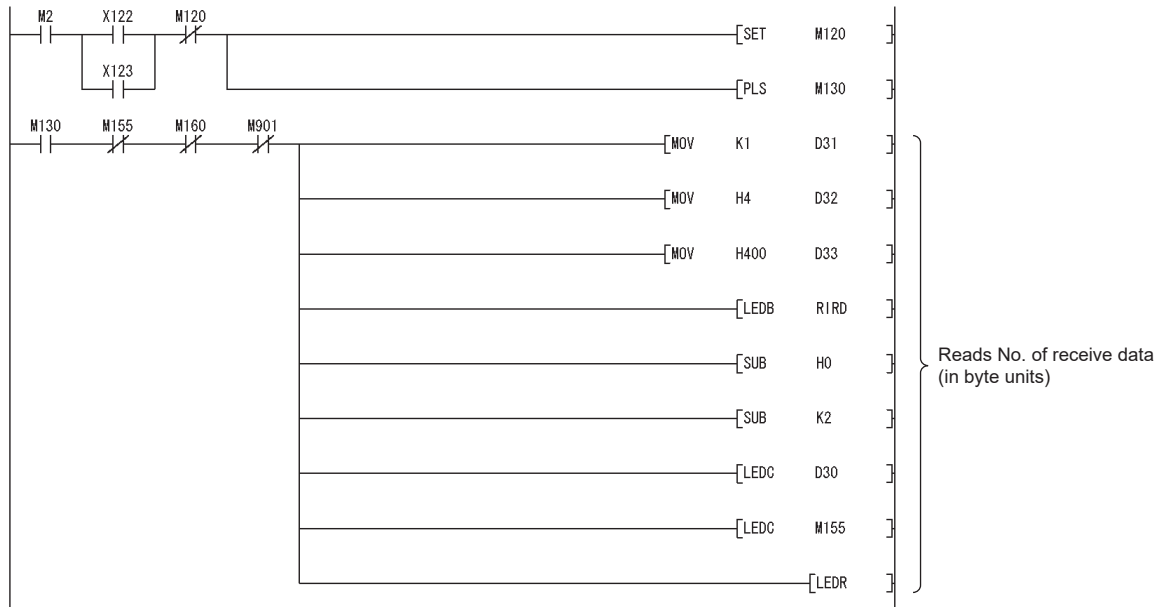 M2 X122 M120
[SET M120 ]
X123
[PLS M130 ]
M130 M155 M160 M901
[MOV K1 D31 ]
[MOV H4 D32 ]
[MOV H400 D33 ]
[LEDB RIRD ]
[SUB H0 ]
Reads No. of receive data
(in byte units)
[SUB K2 ]
[LEDC D30 ]
[LEDC M155 ]
[LEDR ]